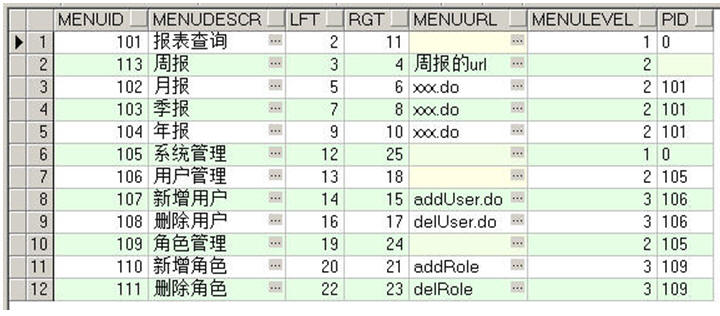 MENUID MENUDESCR LFT RGT MENUURL MENULEVEL PID
1 101 报表查询 ... 2 11 ... 1 0
2 113 周报 ... 3 4 周报的url ... 2
3 102 月报 ... 5 6 xxx.do ... 2 101
4 103 季报 ... 7 8 xxx.do ... 2 101
5 104 年报 ... 9 10 xxx.do ... 2 101
6 105 系统管理 ... 12 25 ... 1 0
7 106 用户管理 ... 13 18 ... 2 105
8 107 新增用户 ... 14 15 addUser.do ... 3 106
9 108 删除用户 ... 16 17 delUser.do ... 3 106
10 109 角色管理 ... 19 24 ... 2 105
11 110 新增角色 ... 20 21 addRole ... 3 109
12 111 删除角色 ... 22 23 delRole ... 3 109